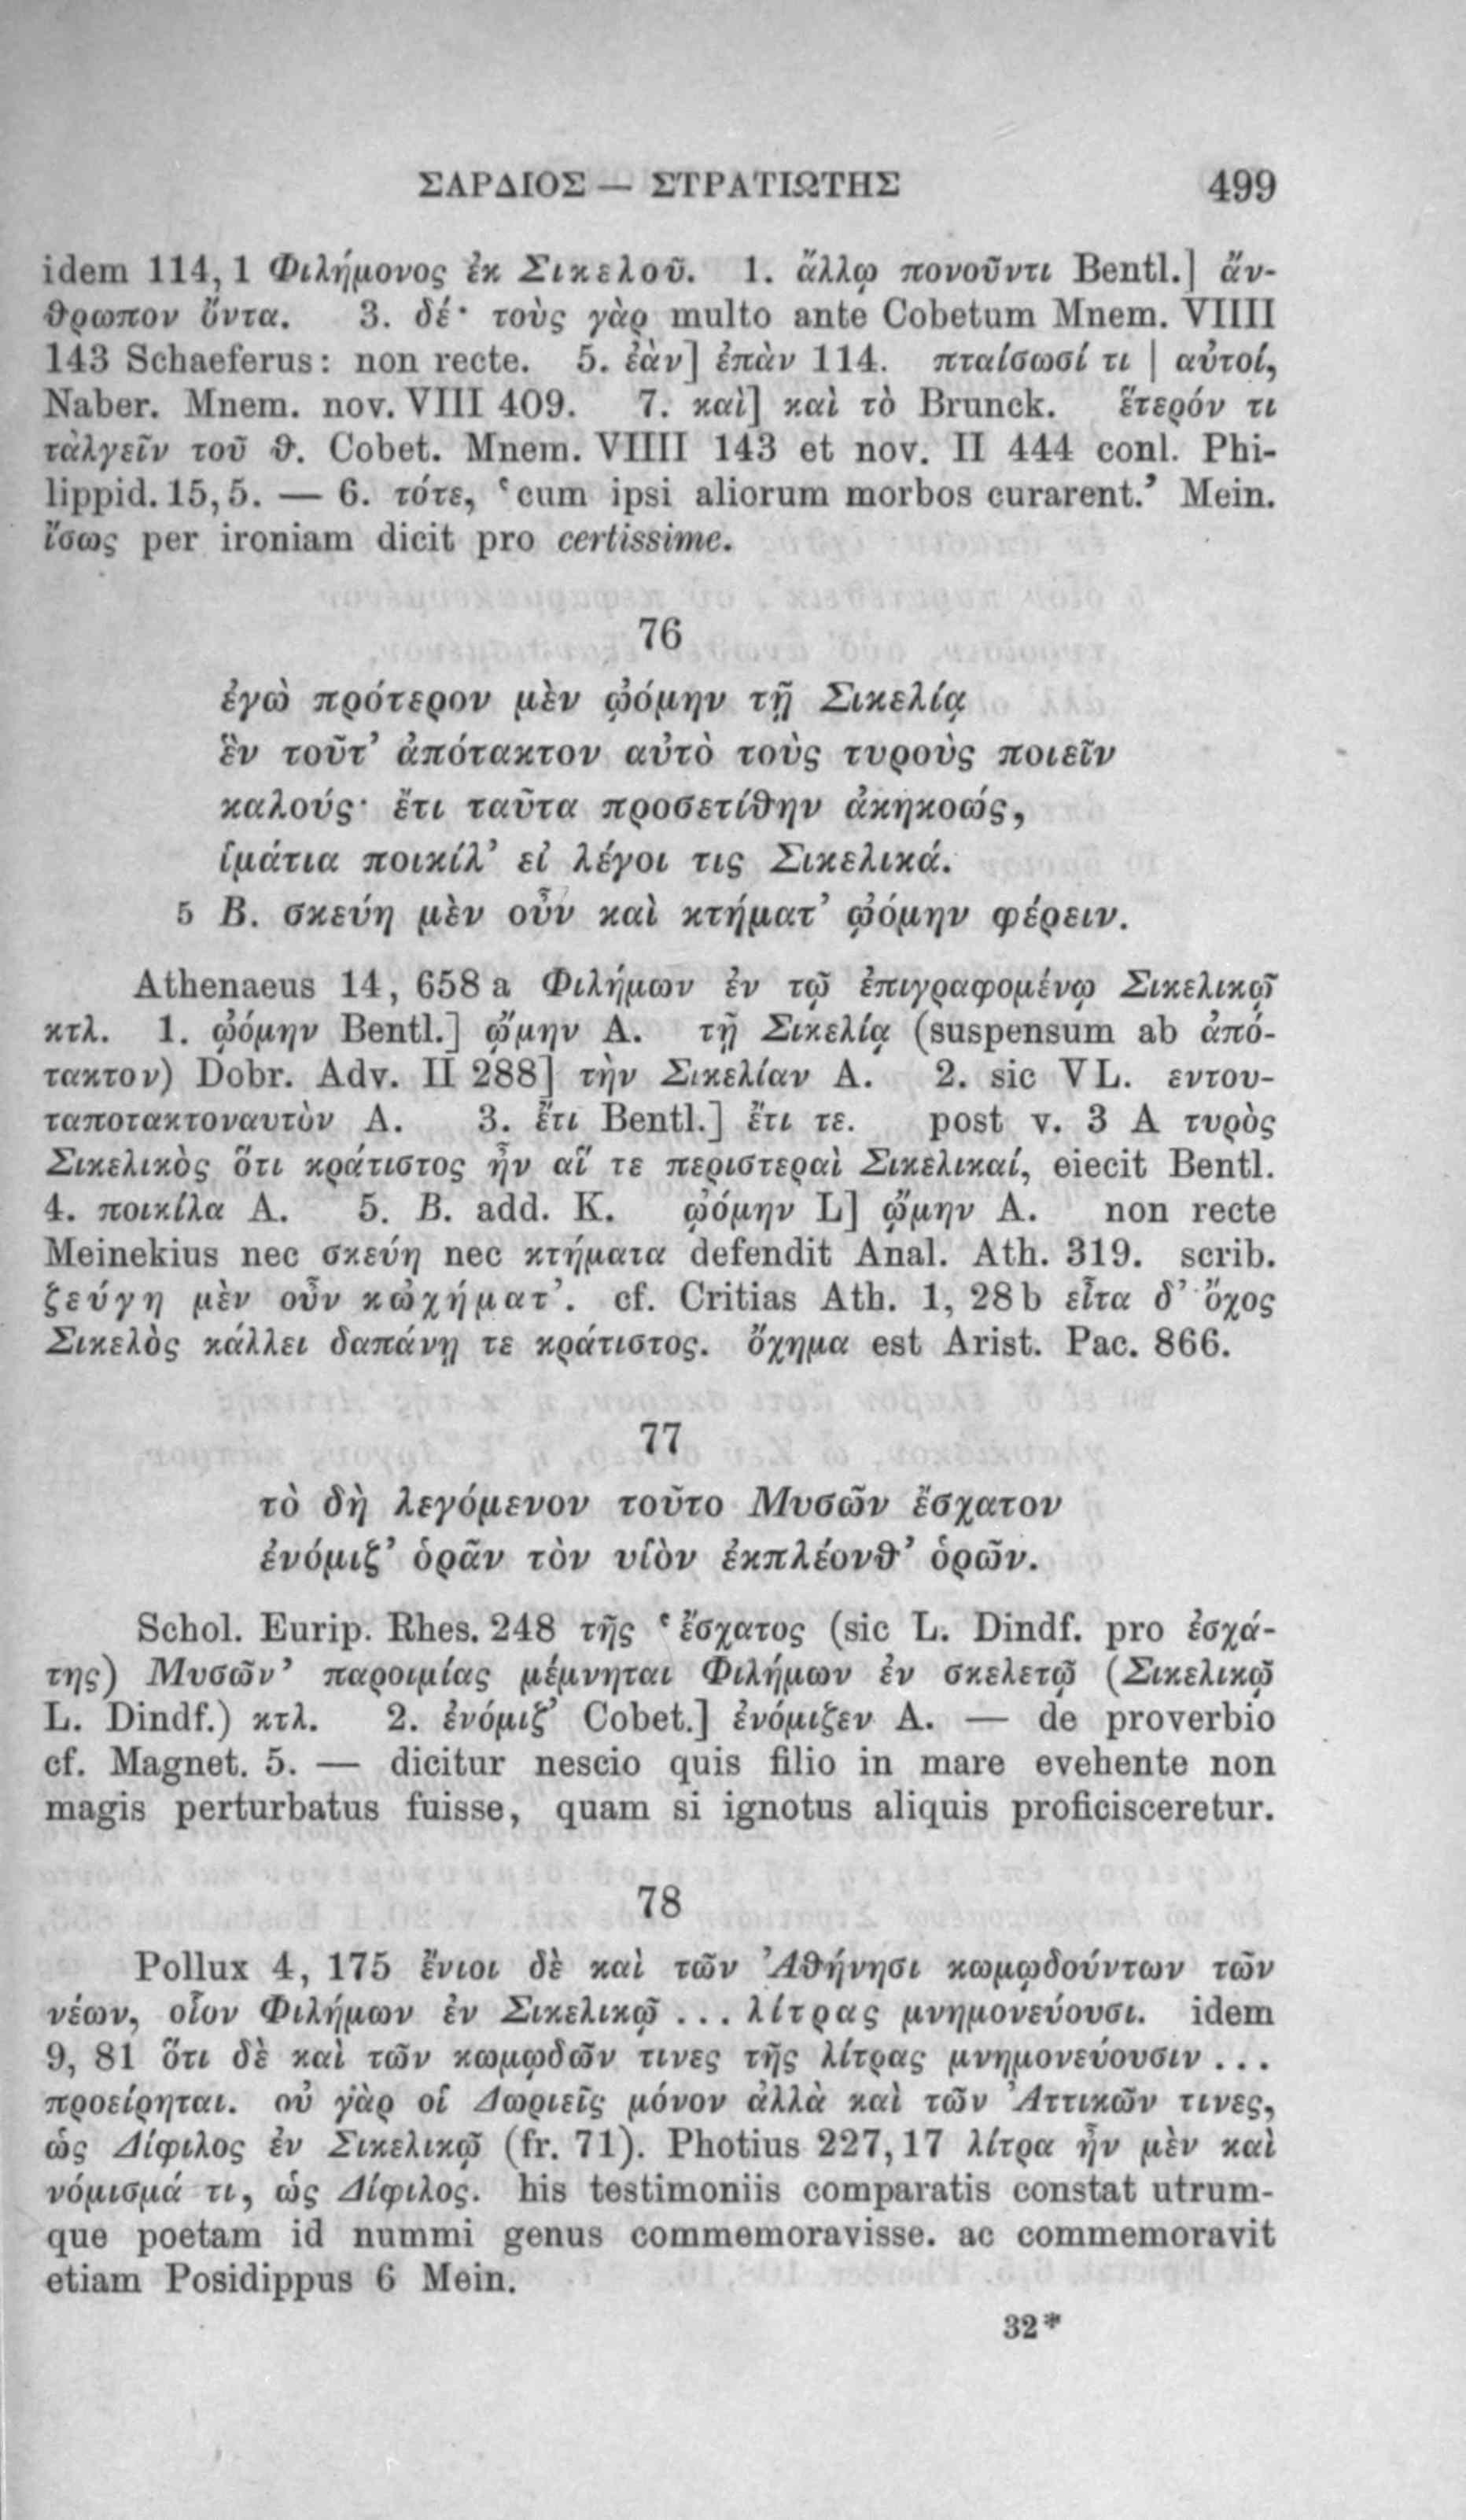 ΣΑΡΔΙΟΣ — ΣΤΡΑΤΙΩΤΗΣ 499
idem 114, 1 Φιλήμονος ἐκ Σικελοῦ. 1. ἄλλῳ πονοῦντι Bentl.] ἄν-
θρωπον ὄντα. 3. δέ· τοὺς γὰρ multo ante Cobetum Mnem. VIIII
143 Schaeferus: non recte. 5. ἐὰν] ἐπὰν 114. πταίσωσί τι | αὐτοί,
Naber. Mnem. nov. VIII 409. 7. καὶ] καὶ τὸ Brunck. ἕτερόν τι
τἀλγεῖν τοῦ θ. Cobet. Mnem. VIIII 143 et nov. II 444 conl. Phi-
lippid. 15, 5. — 6. τότε, ‘cum ipsi aliorum morbos curarent.’ Mein.
ἴσως per ironiam dicit pro certissime.
76
ἐγὼ πρότερον μὲν ᾠόμην τῇ Σικελίᾳ
ἓν τοῦτ’ ἀπότακτον αὐτὸ τοὺς τυροὺς ποιεῖν
καλούς· ἔτι ταῦτα προσετίθην ἀκηκοώς,
ἱμάτια ποικίλ’ εἰ λέγοι τις Σικελικά.
5 Β. σκεύη μὲν οὖν καὶ κτήματ’ ᾠόμην φέρειν.
Athenaeus 14, 658 a Φιλήμων ἐν τῷ ἐπιγραφομένῳ Σικελικῷ
κτλ. 1. ᾠόμην Bentl.] ᾤμην A. τῇ Σικελίᾳ (suspensum ab ἀπό-
τακτον) Dobr. Adv. II 288] τὴν Σικελίαν A. 2. sic VL. εντου-
ταποτακτοναυτὸν A. 3. ἔτι Bentl.] ἔτι τε. post v. 3 A τυρὸς
Σικελικὸς ὅτι κράτιστος ἦν αἵ τε περιστεραὶ Σικελικαί, eiecit Bentl.
4. ποικίλα A. 5. Β. add. K. ᾠόμην L] ᾤμην A. non recte
Meinekius nec σκεύη nec κτήματα defendit Anal. Ath. 319. scrib.
ζεύγη μὲν οὖν κὠχήματ’. cf. Critias Ath. 1, 28 b εἶτα δ’ ὄχος
Σικελὸς κάλλει δαπάνῃ τε κράτιστος. ὄχημα est Arist. Pac. 866.
77
τὸ δὴ λεγόμενον τοῦτο Μυσῶν ἔσχατον
ἐνόμιζ’ ὁρᾶν τὸν υἱὸν ἐκπλέονθ’ ὁρῶν.
Schol. Eurip. Rhes. 248 τῆς ‘ἔσχατος (sic L. Dindf. pro ἐσχά-
της) Μυσῶν’ παροιμίας μέμνηται Φιλήμων ἐν σκελετῷ (Σικελικῷ
L. Dindf.) κτλ. 2. ἐνόμιζ’ Cobet.] ἐνόμιζεν A. — de proverbio
cf. Magnet. 5. — dicitur nescio quis filio in mare evehente non
magis perturbatus fuisse, quam si ignotus aliquis proficisceretur.
78
Pollux 4, 175 ἔνιοι δὲ καὶ τῶν Ἀθήνησι κωμῳδούντων τῶν
νέων, οἷον Φιλήμων ἐν Σικελικῷ ... λίτρας μνημονεύουσι. idem
9, 81 ὅτι δὲ καὶ τῶν κωμῳδῶν τινες τῆς λίτρας μνημονεύουσιν ...
προείρηται. οὐ γὰρ οἱ Δωριεῖς μόνον ἀλλὰ καὶ τῶν Ἀττικῶν τινες,
ὡς Δίφιλος ἐν Σικελικῷ (fr. 71). Photius 227, 17 λίτρα ἦν μὲν καὶ
νόμισμά τι, ὡς Δίφιλος. his testimoniis comparatis constat utrum-
que poetam id nummi genus commemoravisse. ac commemoravit
etiam Posidippus 6 Mein.
32*